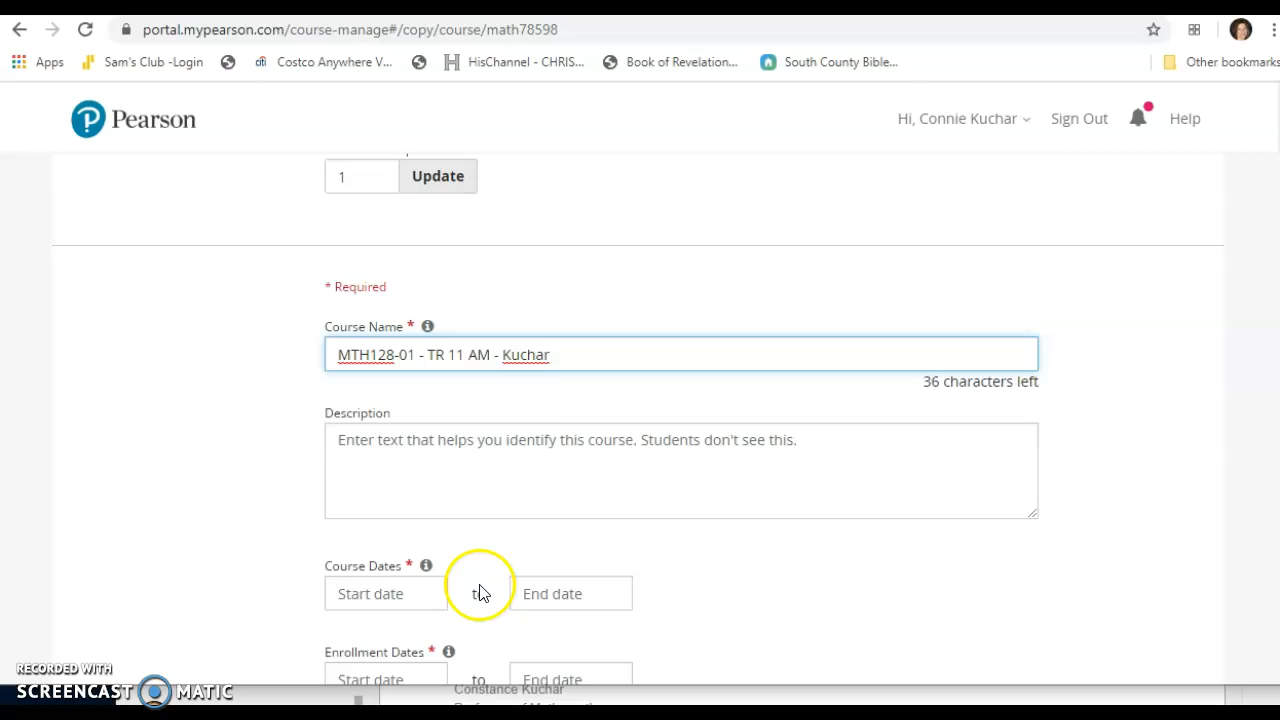 portal.mypearson.com/course-manage#/copy/course/math78598
Apps Sam's Club -Login Costco Anywhere V... HisChannel - CHRIS... Book of Revelation... South County Bible... Other bookmarks
Pearson Hi, Connie Kuchar Sign Out Help
1 Update
* Required
Course Name *
MTH128-01 - TR 11 AM - Kuchar
36 characters left
Description
Enter text that helps you identify this course. Students don't see this.
Course Dates *
Start date to End date
Enrollment Dates *
Start date to End date
Constance Kuchar
RECORDED WITH
SCREENCAST MATIC